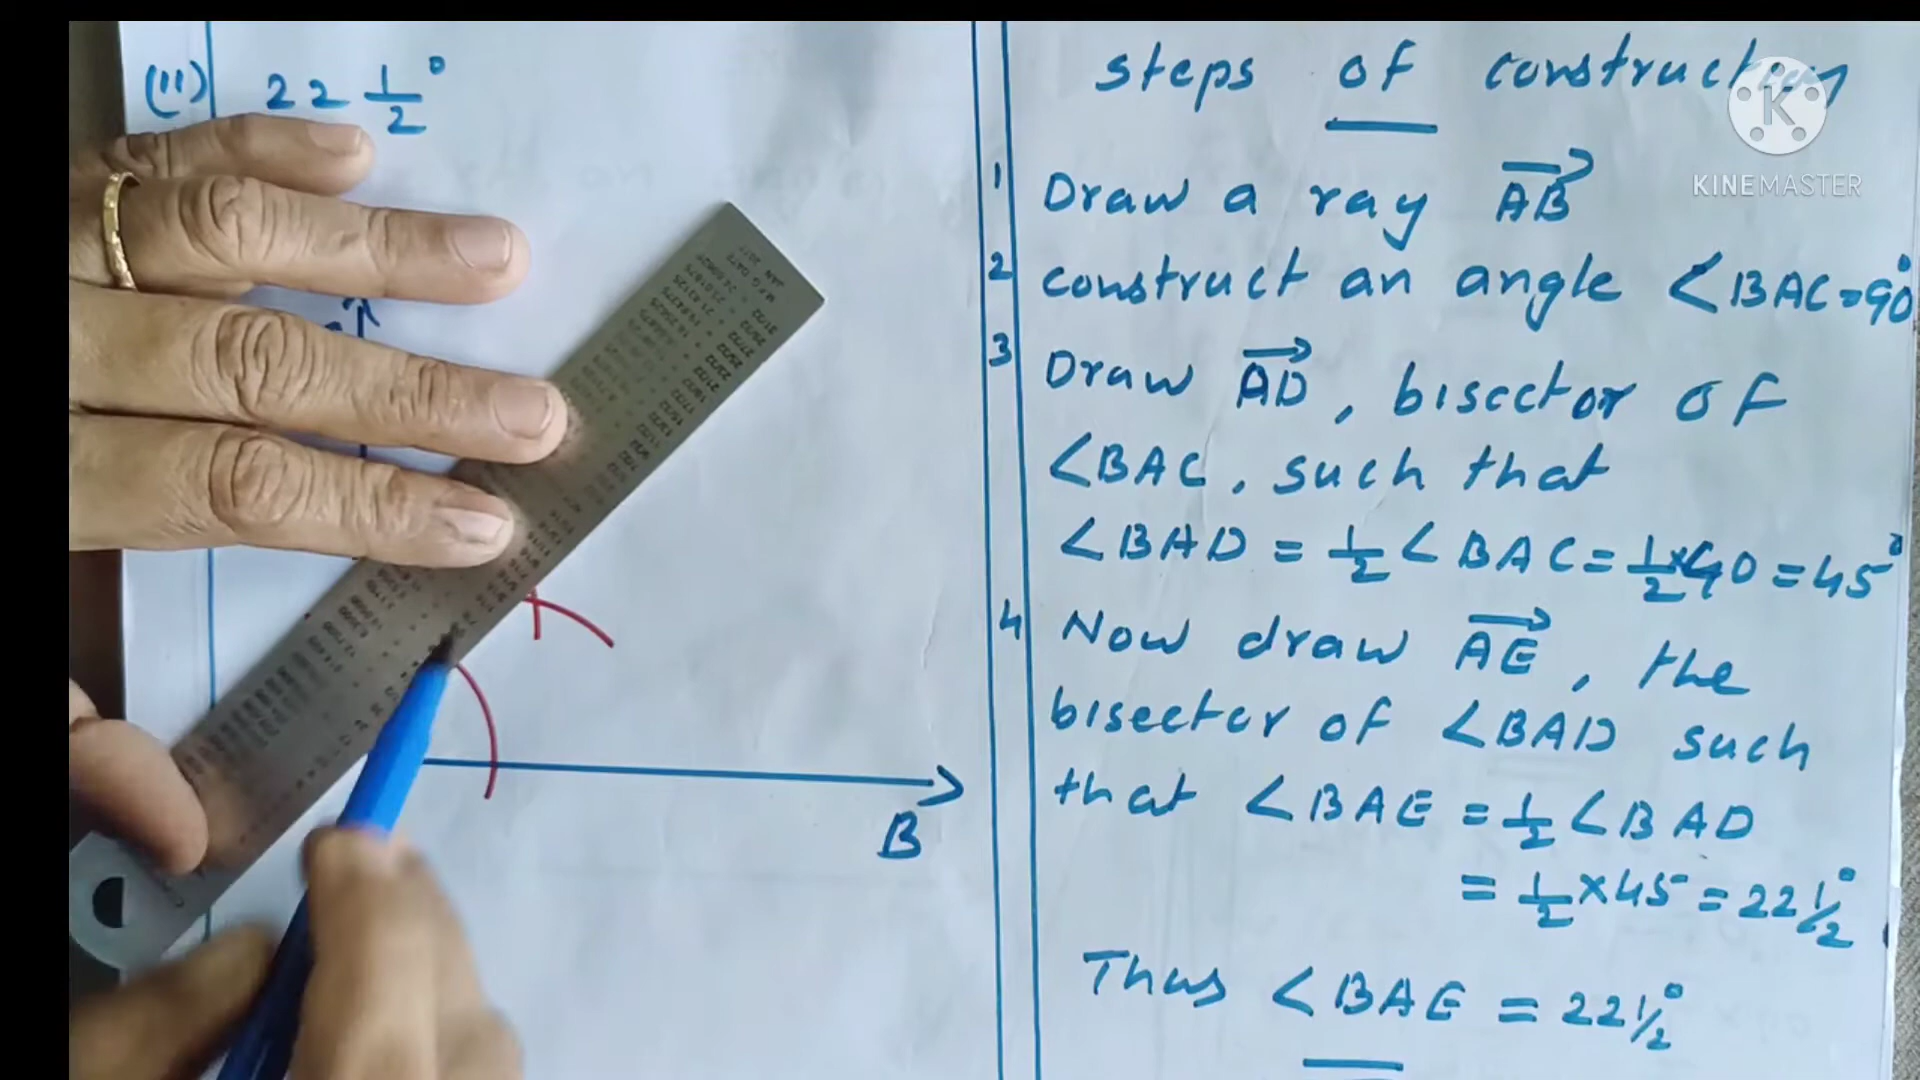 (ii) 22 1/2°
steps of construction
KINEMASTER
1 Draw a ray AB
2 construct an angle ∠BAC=90°
3 Draw AD, bisector of
∠BAC, such that
∠BAD = 1/2 ∠BAC = 1/2 × 90 = 45°
4 Now draw AE, the
bisector of ∠BAD such
that ∠BAE = 1/2 ∠BAD
= 1/2 × 45 = 22 1/2°
Thus ∠BAE = 22 1/2°
B